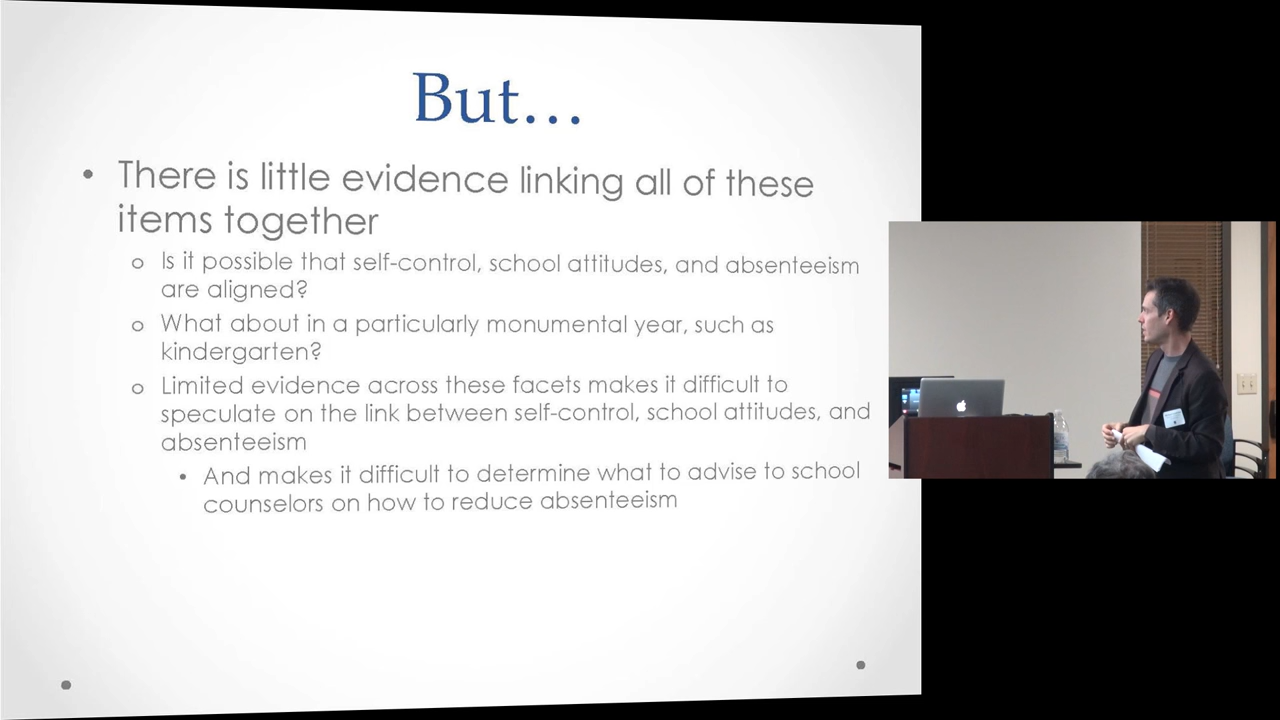 But...
• There is little evidence linking all of these
items together
o Is it possible that self-control, school attitudes, and absenteeism
are aligned?
o What about in a particularly monumental year, such as
kindergarten?
o Limited evidence across these facets makes it difficult to
speculate on the link between self-control, school attitudes, and
absenteeism
• And makes it difficult to determine what to advise to school
counselors on how to reduce absenteeism